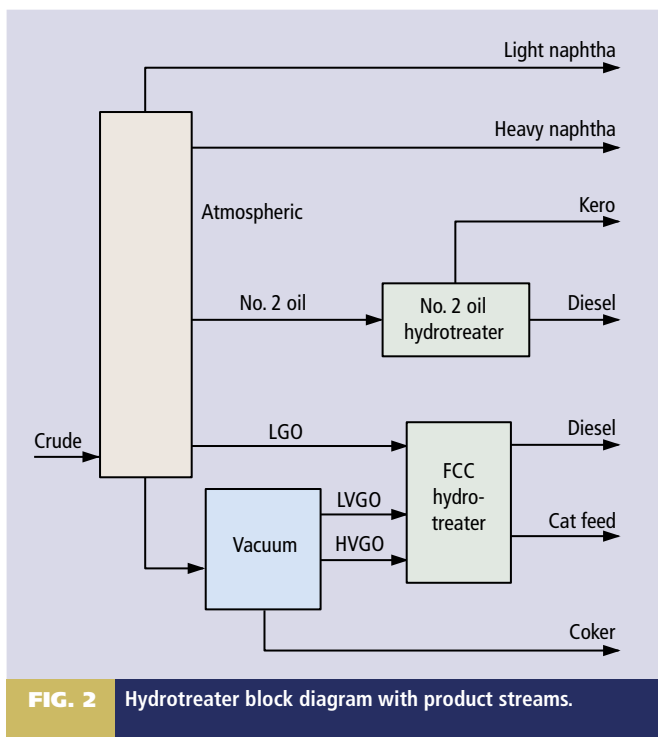 Light naphtha
Heavy naphtha
Kero
Atmospheric
No. 2 oil
No. 2 oil
hydrotreater
Diesel
Crude
LGO
Diesel
FCC
hydro-
treater
LVGO
Cat feed
Vacuum
HVGO
Coker
FIG. 2 Hydrotreater block diagram with product streams.